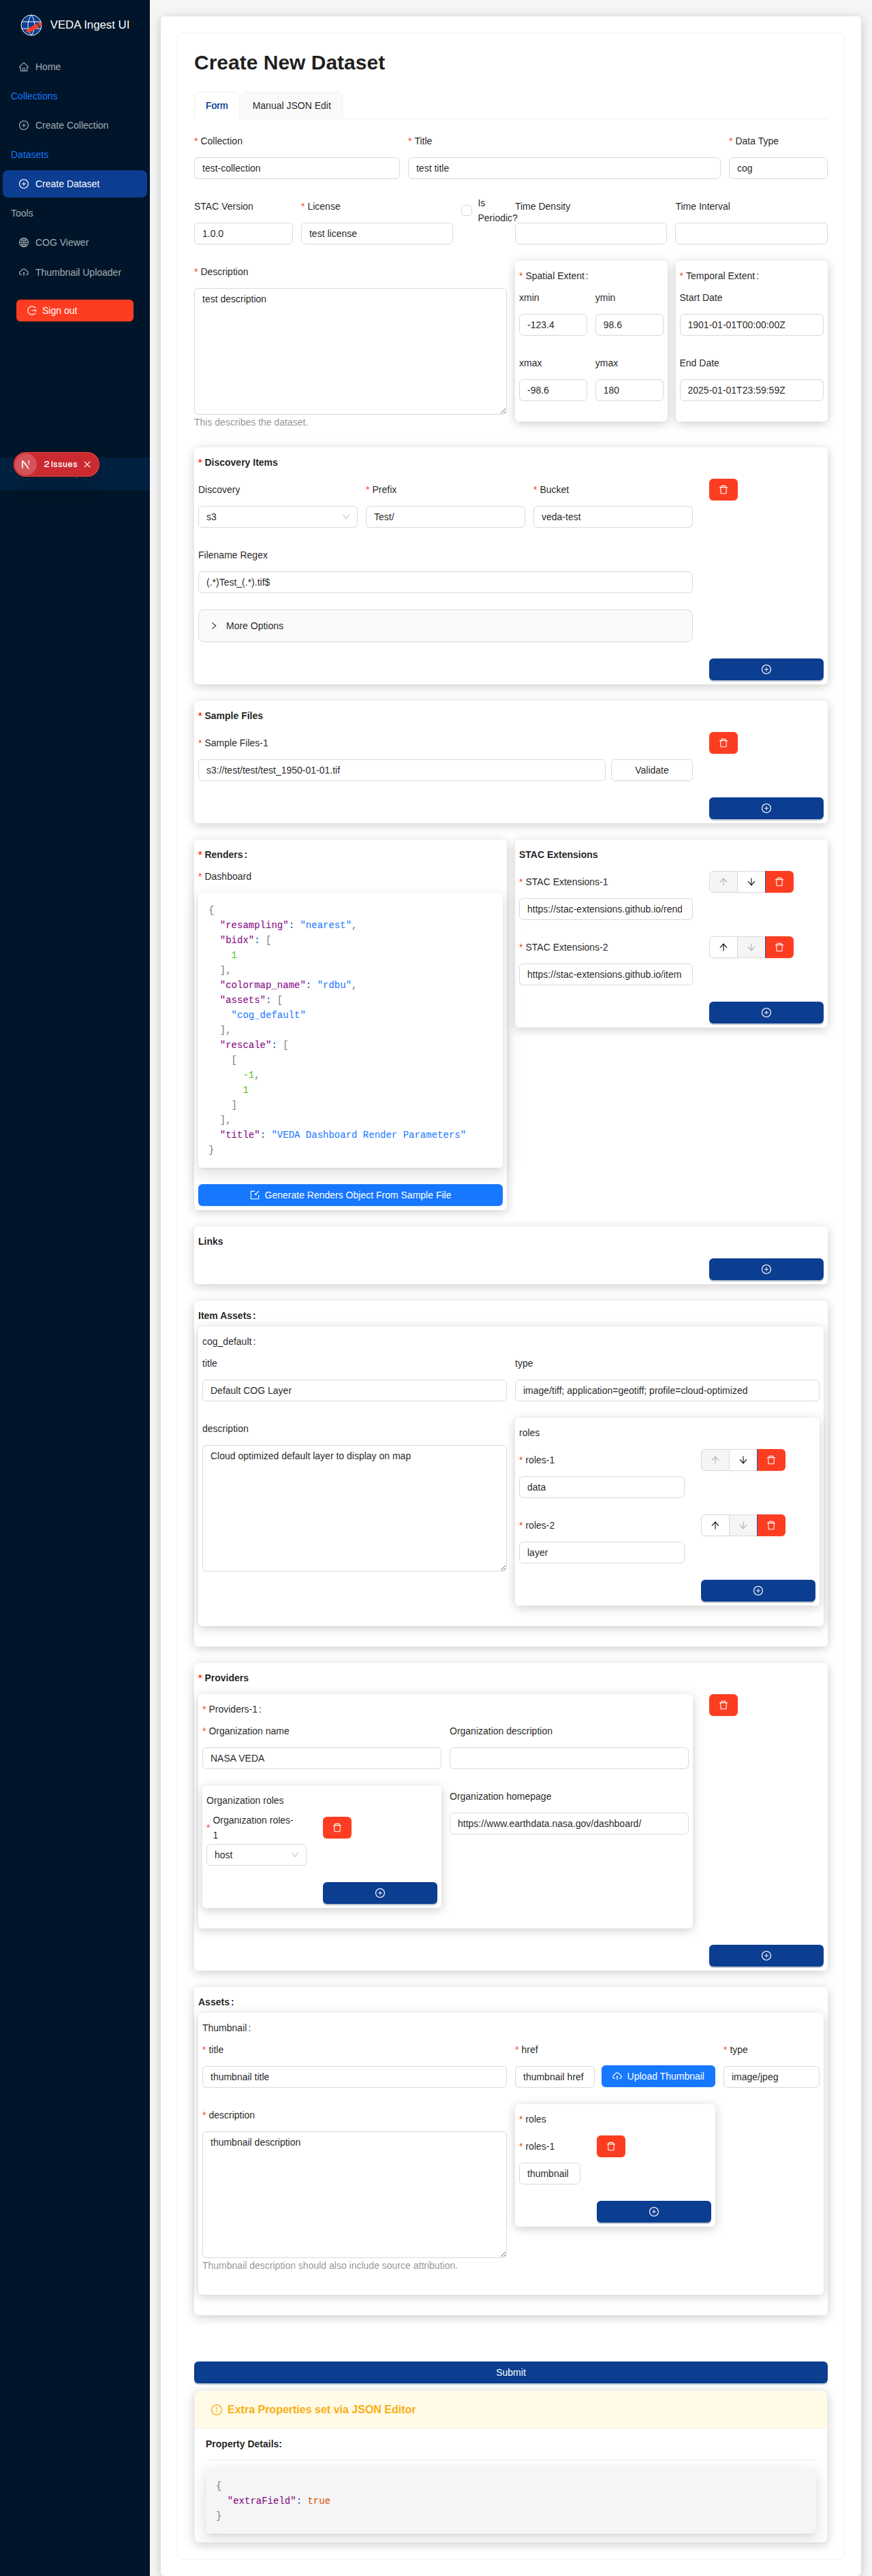 VEDA Ingest UI
Home
Collections
Create Collection
Datasets
Create Dataset
Tools
COG Viewer
Thumbnail Uploader
Sign out
2 Issues
Create New Dataset
Form Manual JSON Edit
* Collection * Title * Data Type
test-collection test title cog
STAC Version * License Is Periodic? Time Density Time Interval
1.0.0 test license
* Description
test description
This describes the dataset.
* Spatial Extent:
xmin ymin
-123.4 98.6
xmax ymax
-98.6 180
* Temporal Extent:
Start Date
1901-01-01T00:00:00Z
End Date
2025-01-01T23:59:59Z
* Discovery Items
Discovery * Prefix * Bucket
s3 Test/ veda-test
Filename Regex
(.*)Test_(.*).tif$
More Options
* Sample Files
* Sample Files-1
s3://test/test/test_1950-01-01.tif Validate
* Renders:
* Dashboard
{
"resampling": "nearest",
"bidx": [
1
],
"colormap_name": "rdbu",
"assets": [
"cog_default"
],
"rescale": [
[
-1,
1
]
],
"title": "VEDA Dashboard Render Parameters"
}
Generate Renders Object From Sample File
STAC Extensions
* STAC Extensions-1
https://stac-extensions.github.io/rend
* STAC Extensions-2
https://stac-extensions.github.io/item
Links
Item Assets:
cog_default:
title type
Default COG Layer image/tiff; application=geotiff; profile=cloud-optimized
description
Cloud optimized default layer to display on map
roles
* roles-1
data
* roles-2
layer
* Providers
* Providers-1:
* Organization name Organization description
NASA VEDA
Organization roles
* Organization roles-
1
host
Organization homepage
https://www.earthdata.nasa.gov/dashboard/
Assets:
Thumbnail:
* title * href * type
thumbnail title thumbnail href Upload Thumbnail image/jpeg
* description
thumbnail description
Thumbnail description should also include source attribution.
* roles
* roles-1
thumbnail
Submit
Extra Properties set via JSON Editor
Property Details:
{
"extraField": true
}